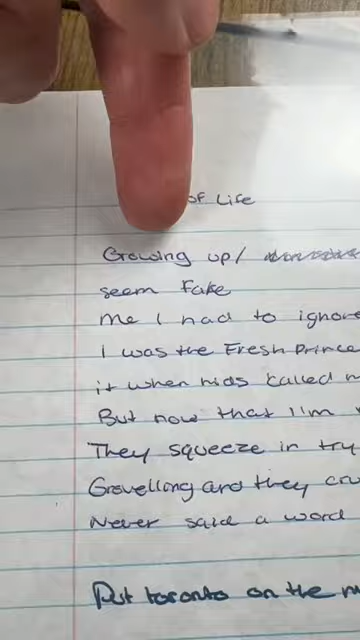 of Life
Growing up/
seem Fake
Me I had to ignore
I was the Fresh Prince
it when kids called m
But now that I'm
They squeeze in try
Grovelling and they cru
Never said a word
Put toronto on the m